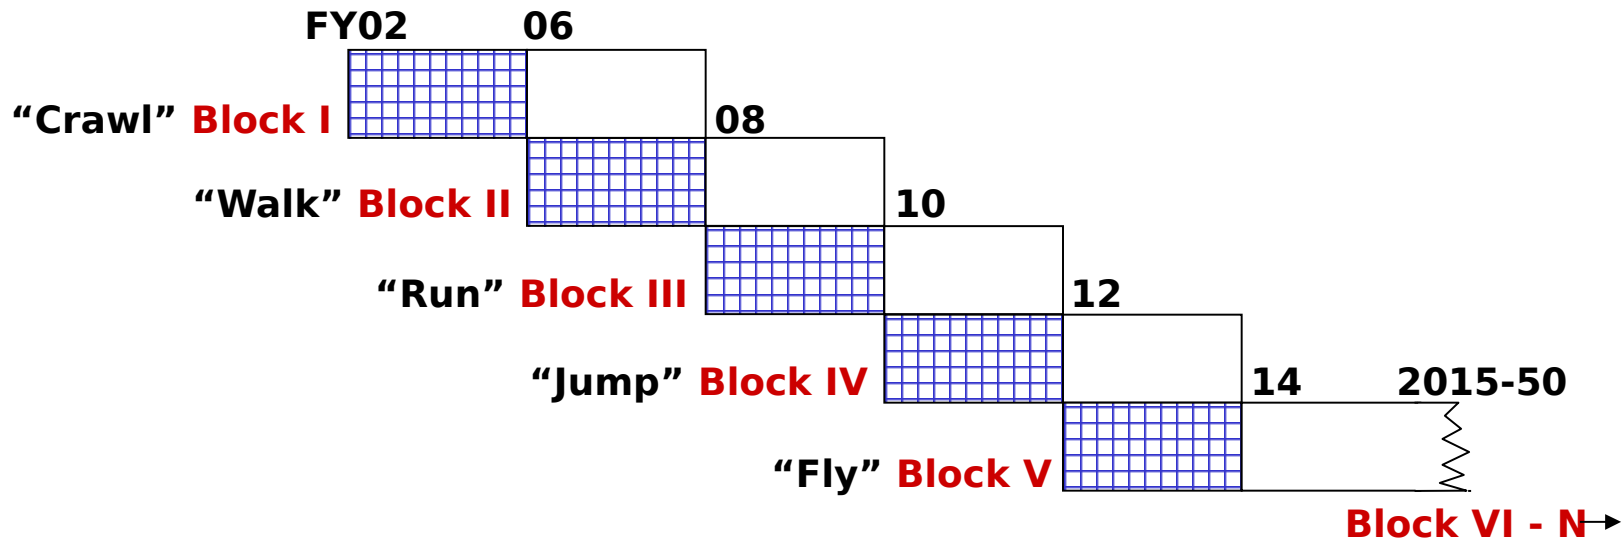 FY02 06
“Crawl” Block I 08
“Walk” Block II 10
“Run” Block III 12
“Jump” Block IV 14 2015-50
“Fly” Block V
Block VI - N